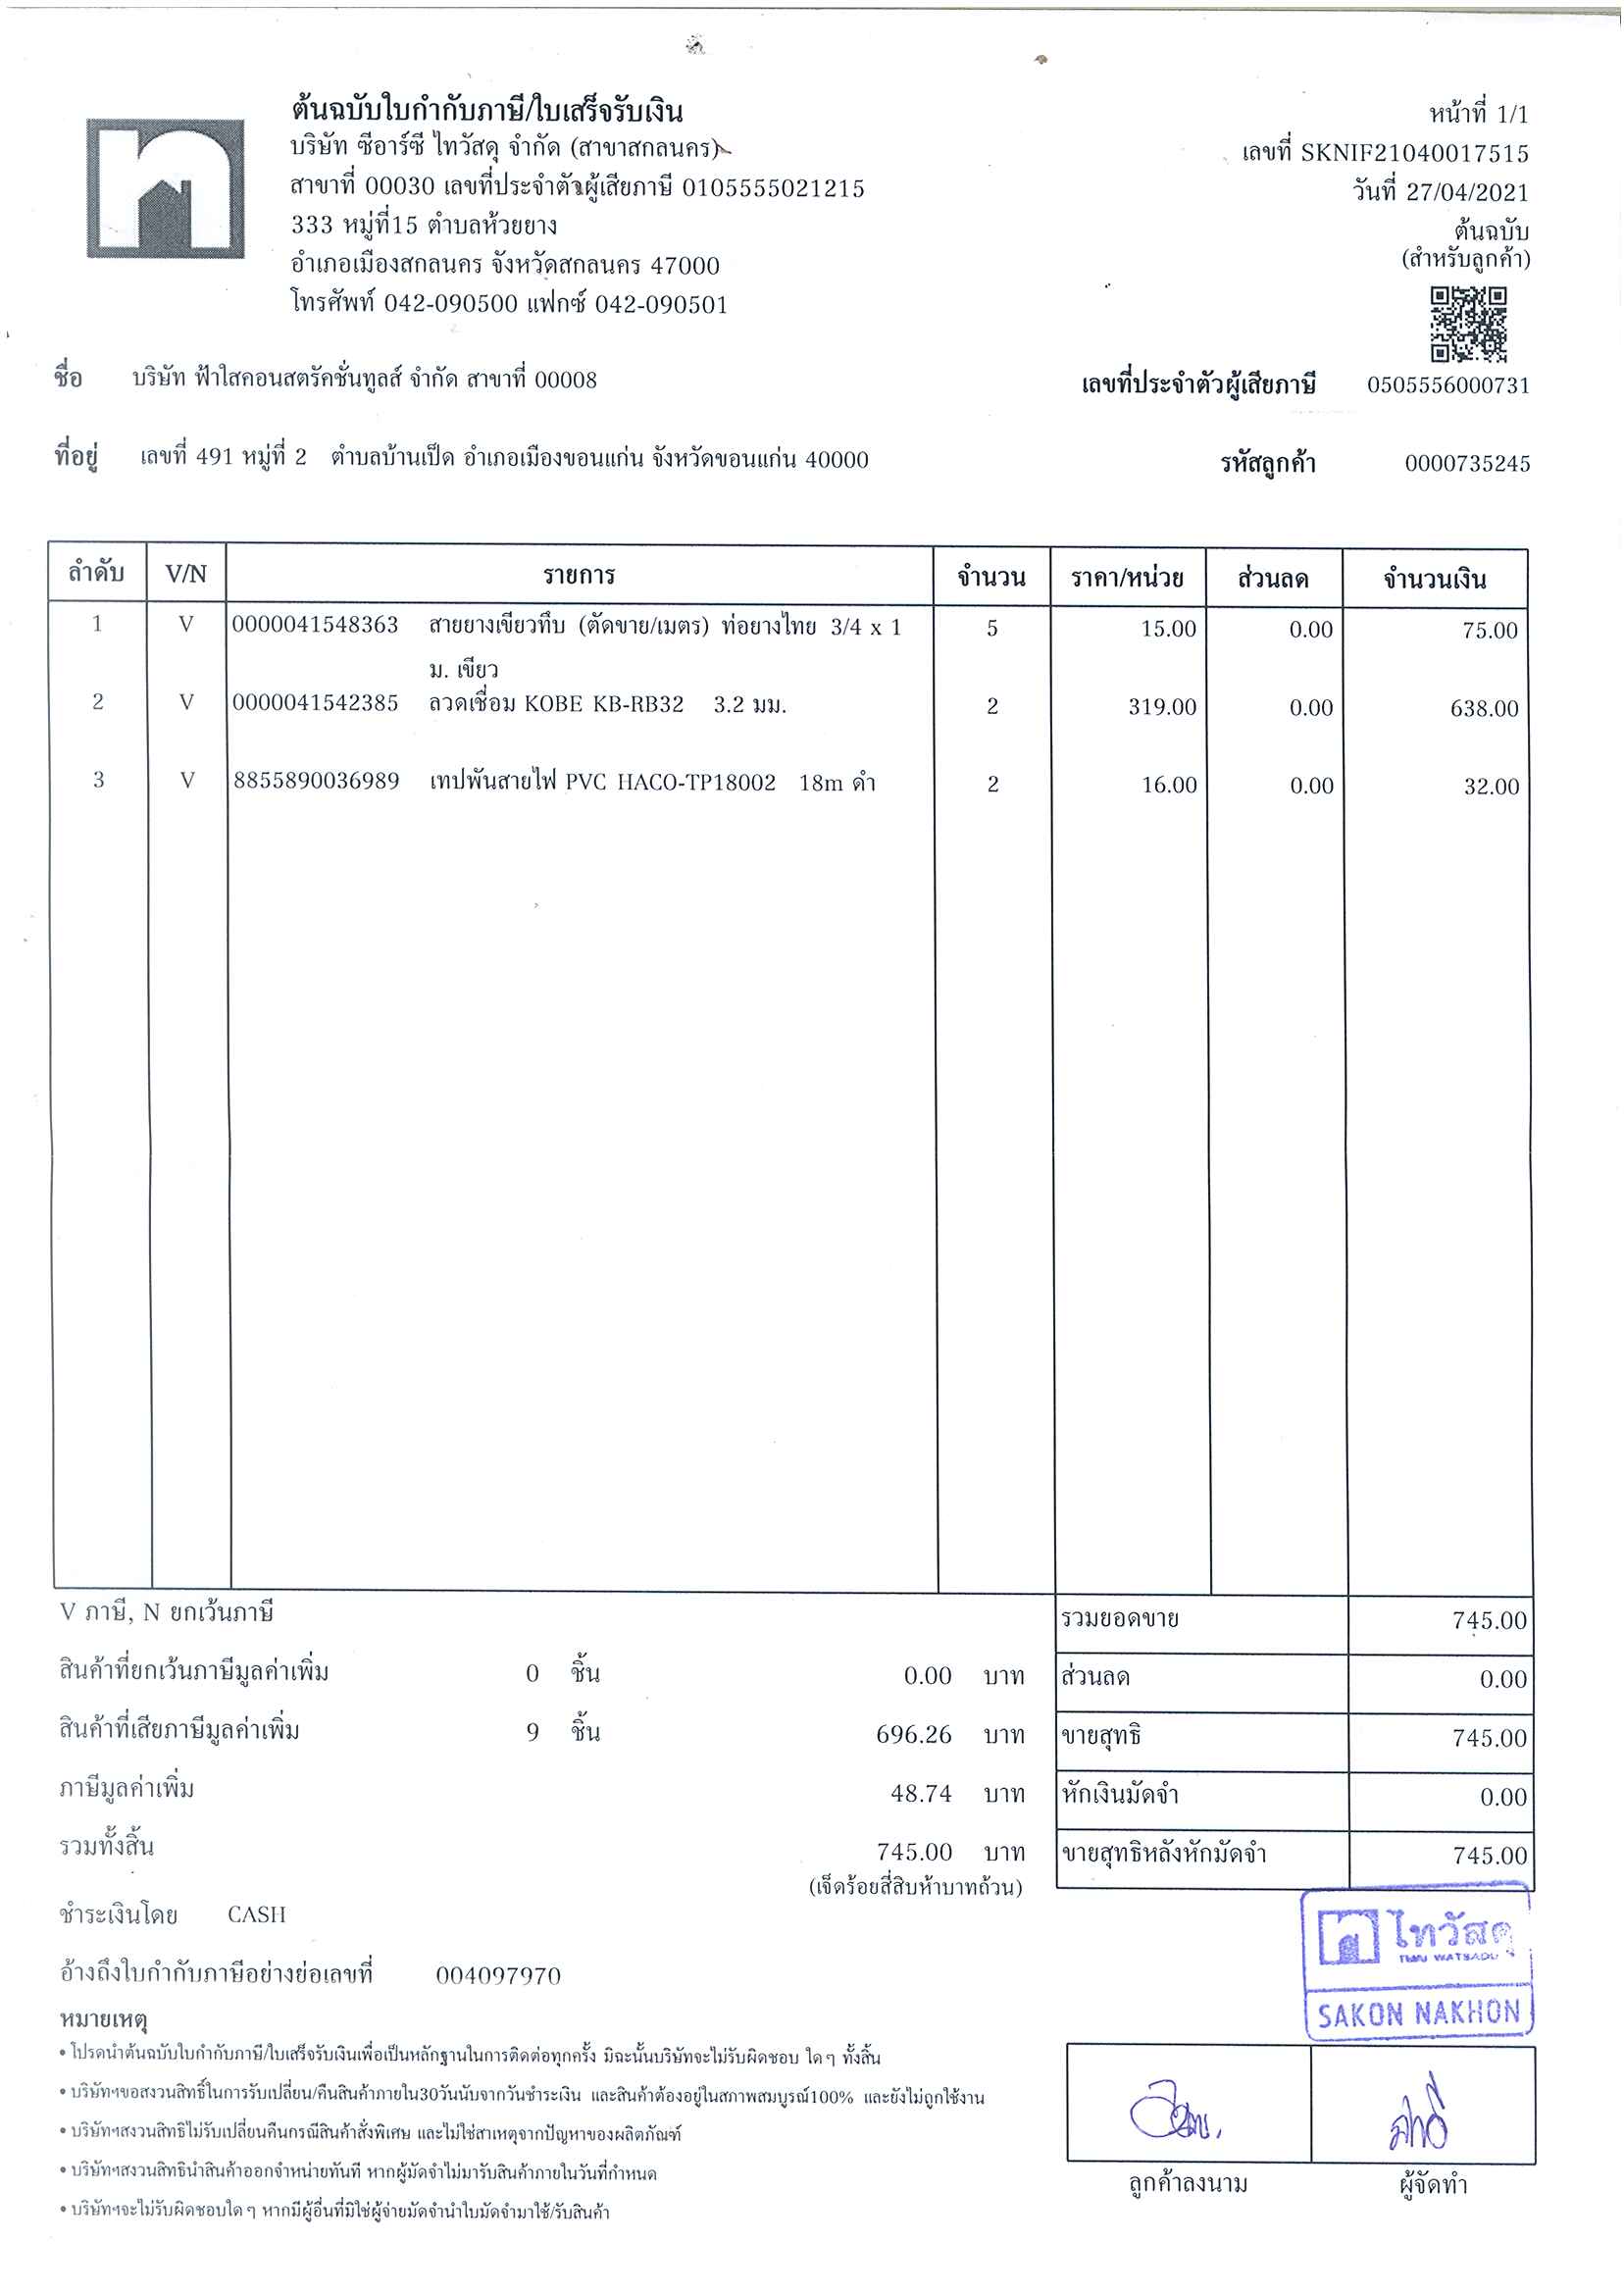 ต้นฉบับใบกำกับภาษี/ใบเสร็จรับเงิน
บริษัท ซีอาร์ซี ไทวัสดุ จำกัด (สาขาสกลนคร)
สาขาที่ 00030 เลขที่ประจำตัวผู้เสียภาษี 0105555021215
333 หมู่ที่15 ตำบลห้วยยาง
อำเภอเมืองสกลนคร จังหวัดสกลนคร 47000
โทรศัพท์ 042-090500 แฟกซ์ 042-090501
หน้าที่ 1/1
เลขที่ SKNIF21040017515
วันที่ 27/04/2021
ต้นฉบับ
(สำหรับลูกค้า)
ชื่อ บริษัท ฟ้าใสคอนสตรัคชั่นทูลส์ จำกัด สาขาที่ 00008 เลขที่ประจำตัวผู้เสียภาษี 0505556000731
ที่อยู่ เลขที่ 491 หมู่ที่ 2 ตำบลบ้านเป็ด อำเภอเมืองขอนแก่น จังหวัดขอนแก่น 40000 รหัสลูกค้า 0000735245
ลำดับ V/N รายการ จำนวน ราคา/หน่วย ส่วนลด จำนวนเงิน
1 V 0000041548363 สายยางเขียวทึบ (ตัดขาย/เมตร) ท่อยางไทย 3/4 x 1 5 15.00 0.00 75.00
ม. เขียว
2 V 0000041542385 ลวดเชื่อม KOBE KB-RB32 3.2 มม. 2 319.00 0.00 638.00
3 V 8855890036989 เทปพันสายไฟ PVC HACO-TP18002 18m ดำ 2 16.00 0.00 32.00
V ภาษี, N ยกเว้นภาษี รวมยอดขาย 745.00
สินค้าที่ยกเว้นภาษีมูลค่าเพิ่ม 0 ชิ้น 0.00 บาท ส่วนลด 0.00
สินค้าที่เสียภาษีมูลค่าเพิ่ม 9 ชิ้น 696.26 บาท ขายสุทธิ 745.00
ภาษีมูลค่าเพิ่ม 48.74 บาท หักเงินมัดจำ 0.00
รวมทั้งสิ้น 745.00 บาท ขายสุทธิหลังหักมัดจำ 745.00
(เจ็ดร้อยสี่สิบห้าบาทถ้วน)
ชำระเงินโดย CASH
อ้างถึงใบกำกับภาษีอย่างย่อเลขที่ 004097970
ไทวัสดุ
THAI WATSADU
SAKON NAKHON
หมายเหตุ
• โปรดนำต้นฉบับใบกำกับภาษี/ใบเสร็จรับเงินเพื่อเป็นหลักฐานในการติดต่อทุกครั้ง มิฉะนั้นบริษัทจะไม่รับผิดชอบ ใดๆ ทั้งสิ้น
• บริษัทฯขอสงวนสิทธิ์ในการรับเปลี่ยน/คืนสินค้าภายใน30วันนับจากวันชำระเงิน และสินค้าต้องอยู่ในสภาพสมบูรณ์100% และยังไม่ถูกใช้งาน
• บริษัทฯสงวนสิทธิไม่รับเปลี่ยนคืนกรณีสินค้าสั่งพิเศษ และไม่ใช่สาเหตุจากปัญหาของผลิตภัณฑ์
• บริษัทฯสงวนสิทธินำสินค้าออกจำหน่ายทันที หากผู้มัดจำไม่มารับสินค้าภายในวันที่กำหนด
• บริษัทฯจะไม่รับผิดชอบใดๆ หากมีผู้อื่นที่มิใช่ผู้จ่ายมัดจำนำใบมัดจำมาใช้/รับสินค้า
ลูกค้าลงนาม ผู้จัดทำ